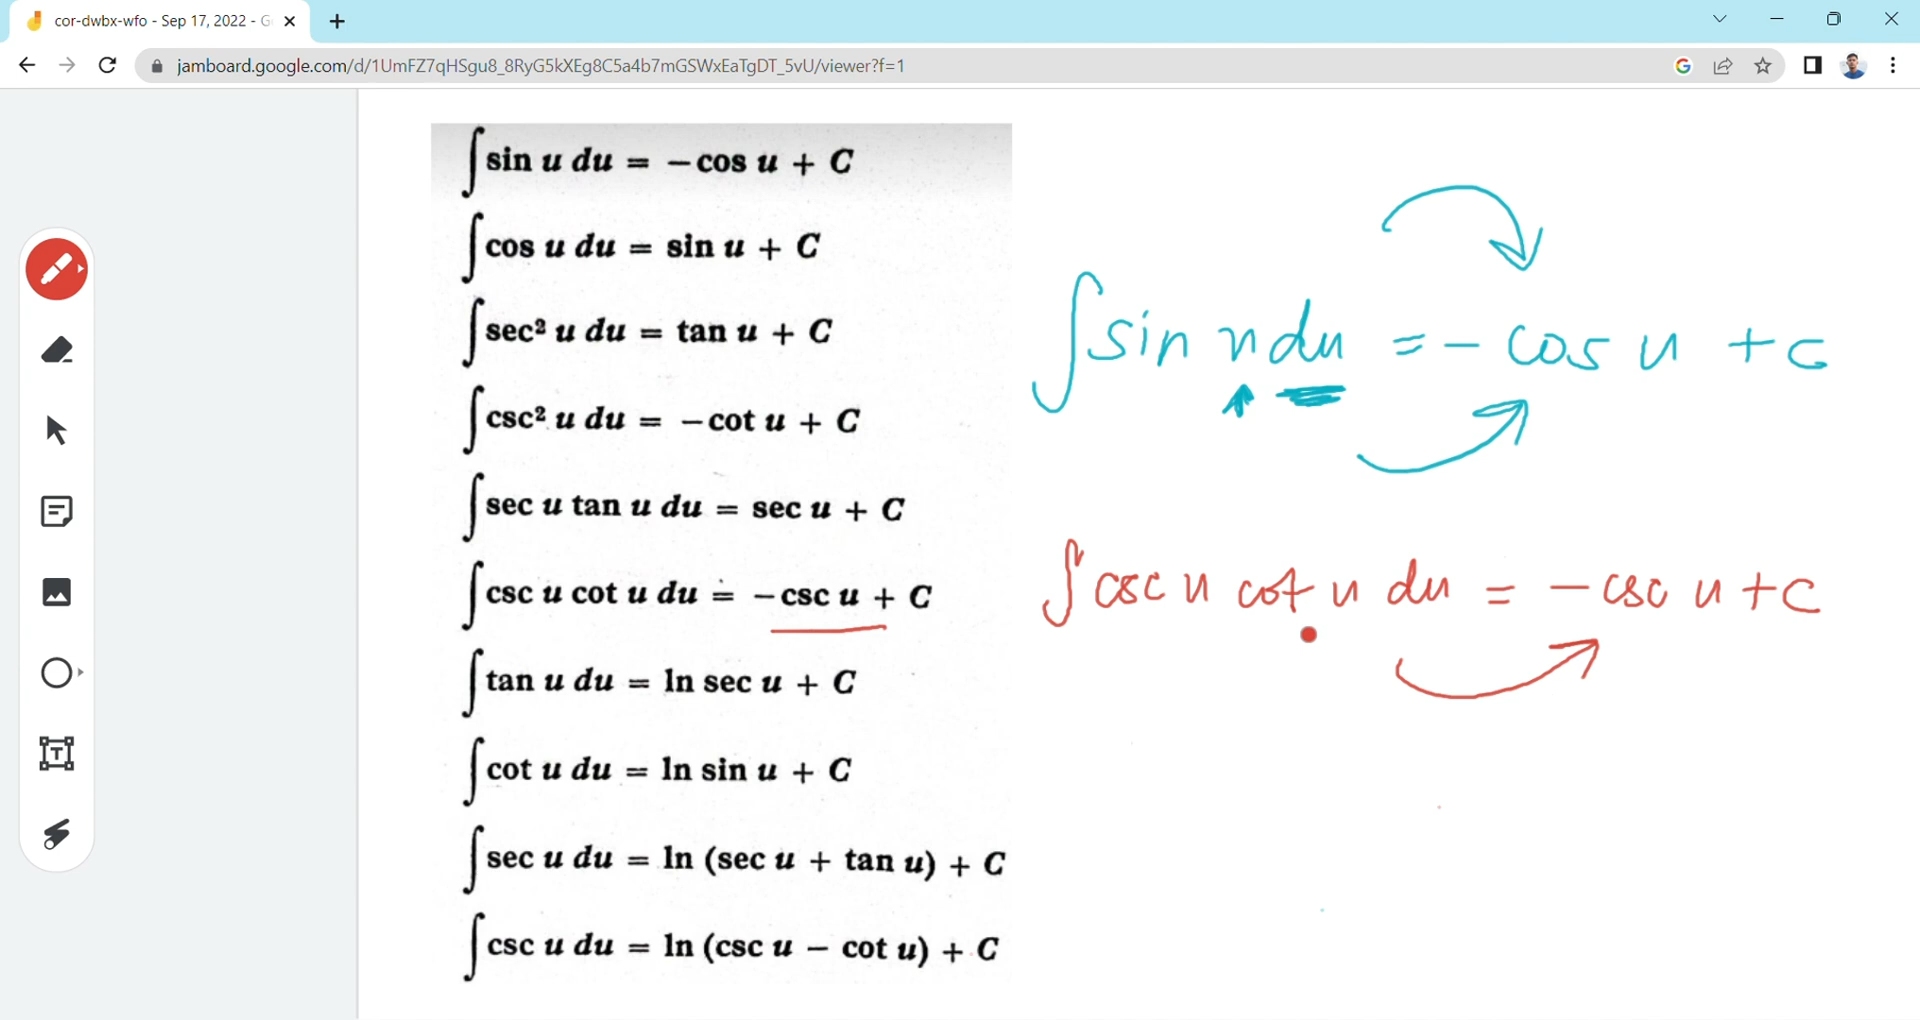 cor-dwbx-wfo - Sep 17, 2022 - G
jamboard.google.com/d/1UmFZ7qHSgu8_8RyG5kXEg8C5a4b7mGSWxEaTgDT_5vU/viewer?f=1
∫ sin u du = −cos u + C
∫ cos u du = sin u + C
∫ sec² u du = tan u + C
∫ csc² u du = −cot u + C
∫ sec u tan u du = sec u + C
∫ csc u cot u du = −csc u + C
∫ tan u du = ln sec u + C
∫ cot u du = ln sin u + C
∫ sec u du = ln (sec u + tan u) + C
∫ csc u du = ln (csc u − cot u) + C
∫ sin u du = − cos u + c
∫ csc u cot u du = − csc u + c